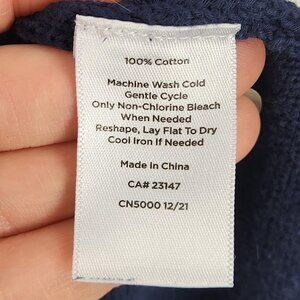 100% Cotton
Machine Wash Cold
Gentle Cycle
Only Non-Chlorine Bleach
When Needed
Reshape, Lay Flat To Dry
Cool Iron If Needed
Made In China
CA# 23147
CN5000 12/21